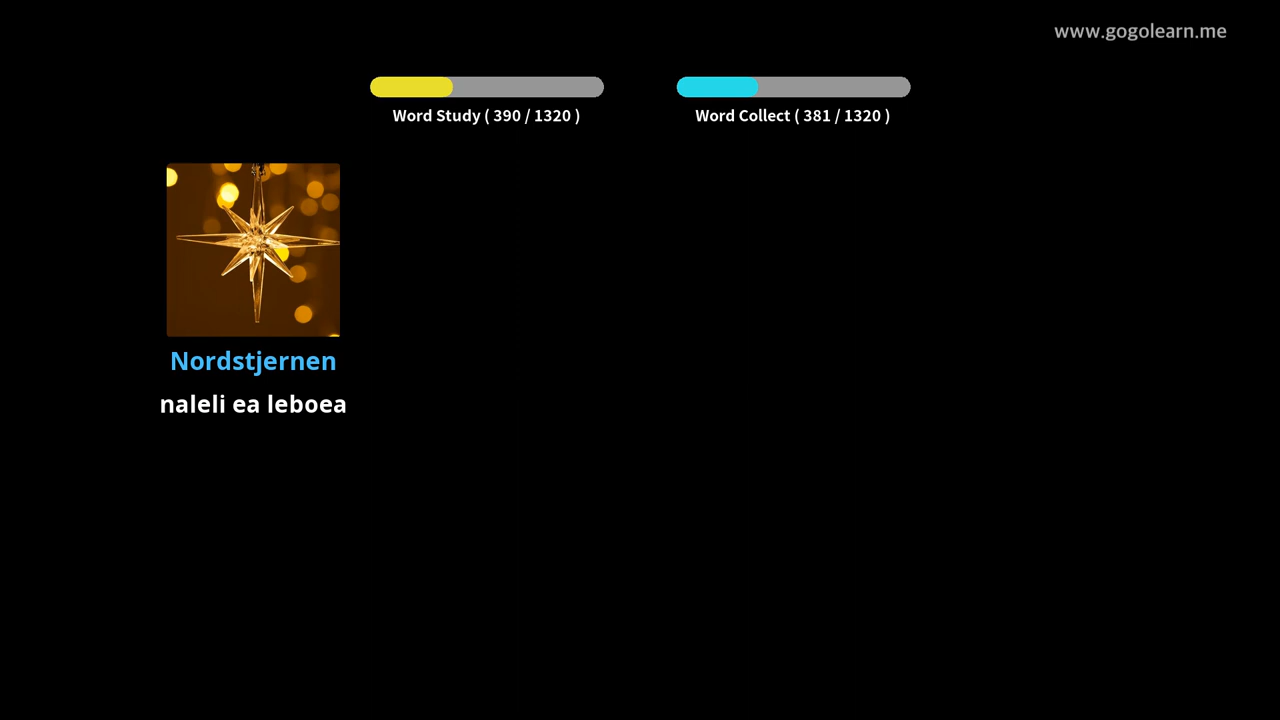 www.gogolearn.me
Word Study ( 390 / 1320 )
Word Collect ( 381 / 1320 )
Nordstjernen
naleli ea leboea